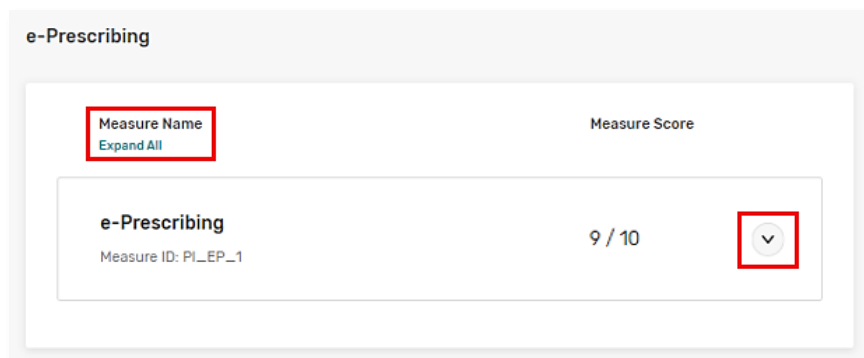 e-Prescribing
Measure Name
Measure Score
Expand All
e-Prescribing
9 / 10
Measure ID: PI_EP_1